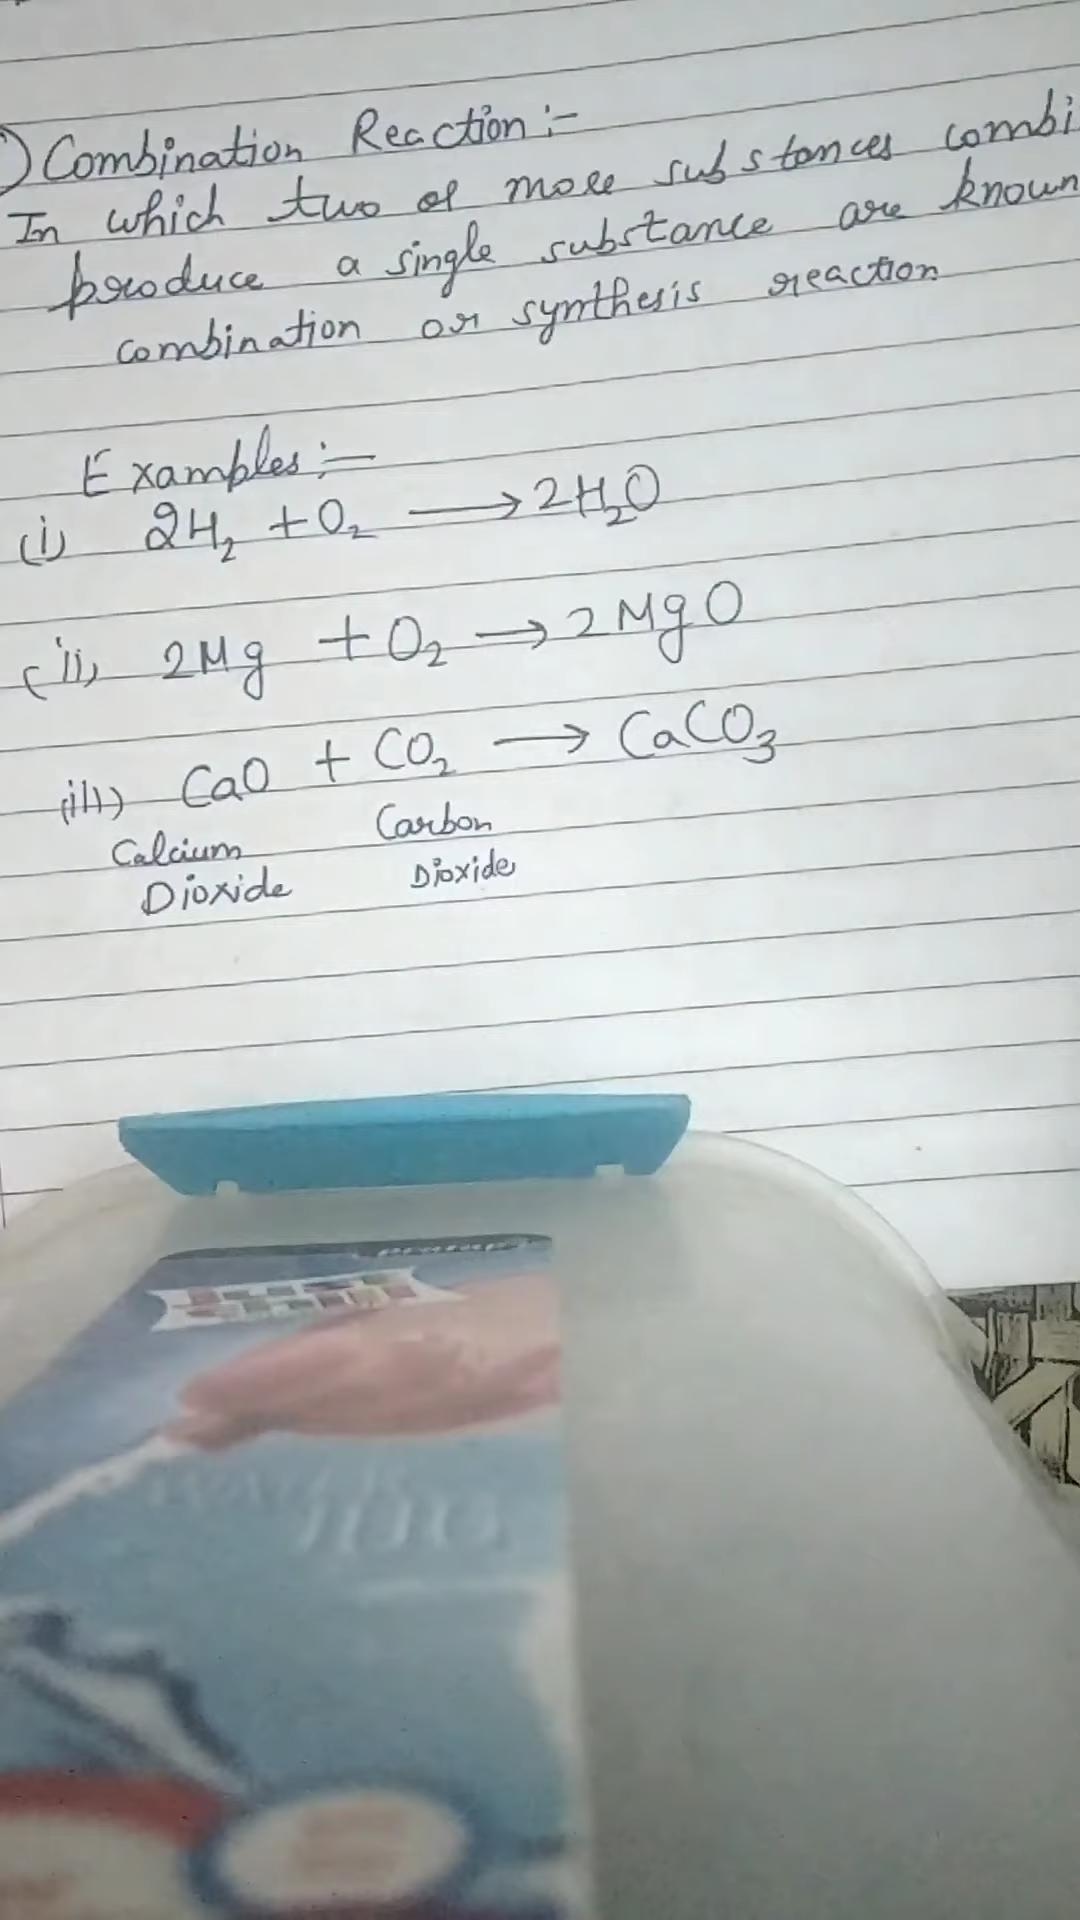 ) Combination Reaction :-
In which two or more substances combi
produce a single substance are known
combination or synthesis reaction
Examples :-
(i) 2H₂ + O₂ → 2H₂O
(ii) 2Mg + O₂ → 2MgO
(iii) CaO + CO₂ → CaCO₃
Calcium Carbon
Dioxide Dioxide